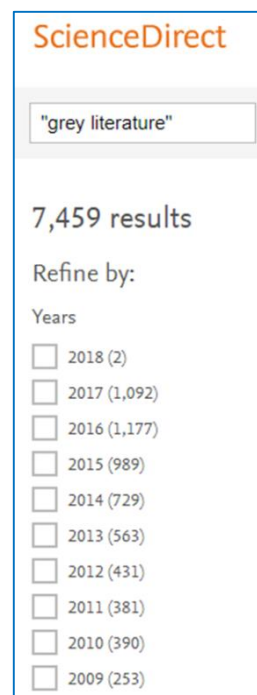 ScienceDirect
"grey literature"
7,459 results
Refine by:
Years
2018 (2)
2017 (1,092)
2016 (1,177)
2015 (989)
2014 (729)
2013 (563)
2012 (431)
2011 (381)
2010 (390)
2009 (253)